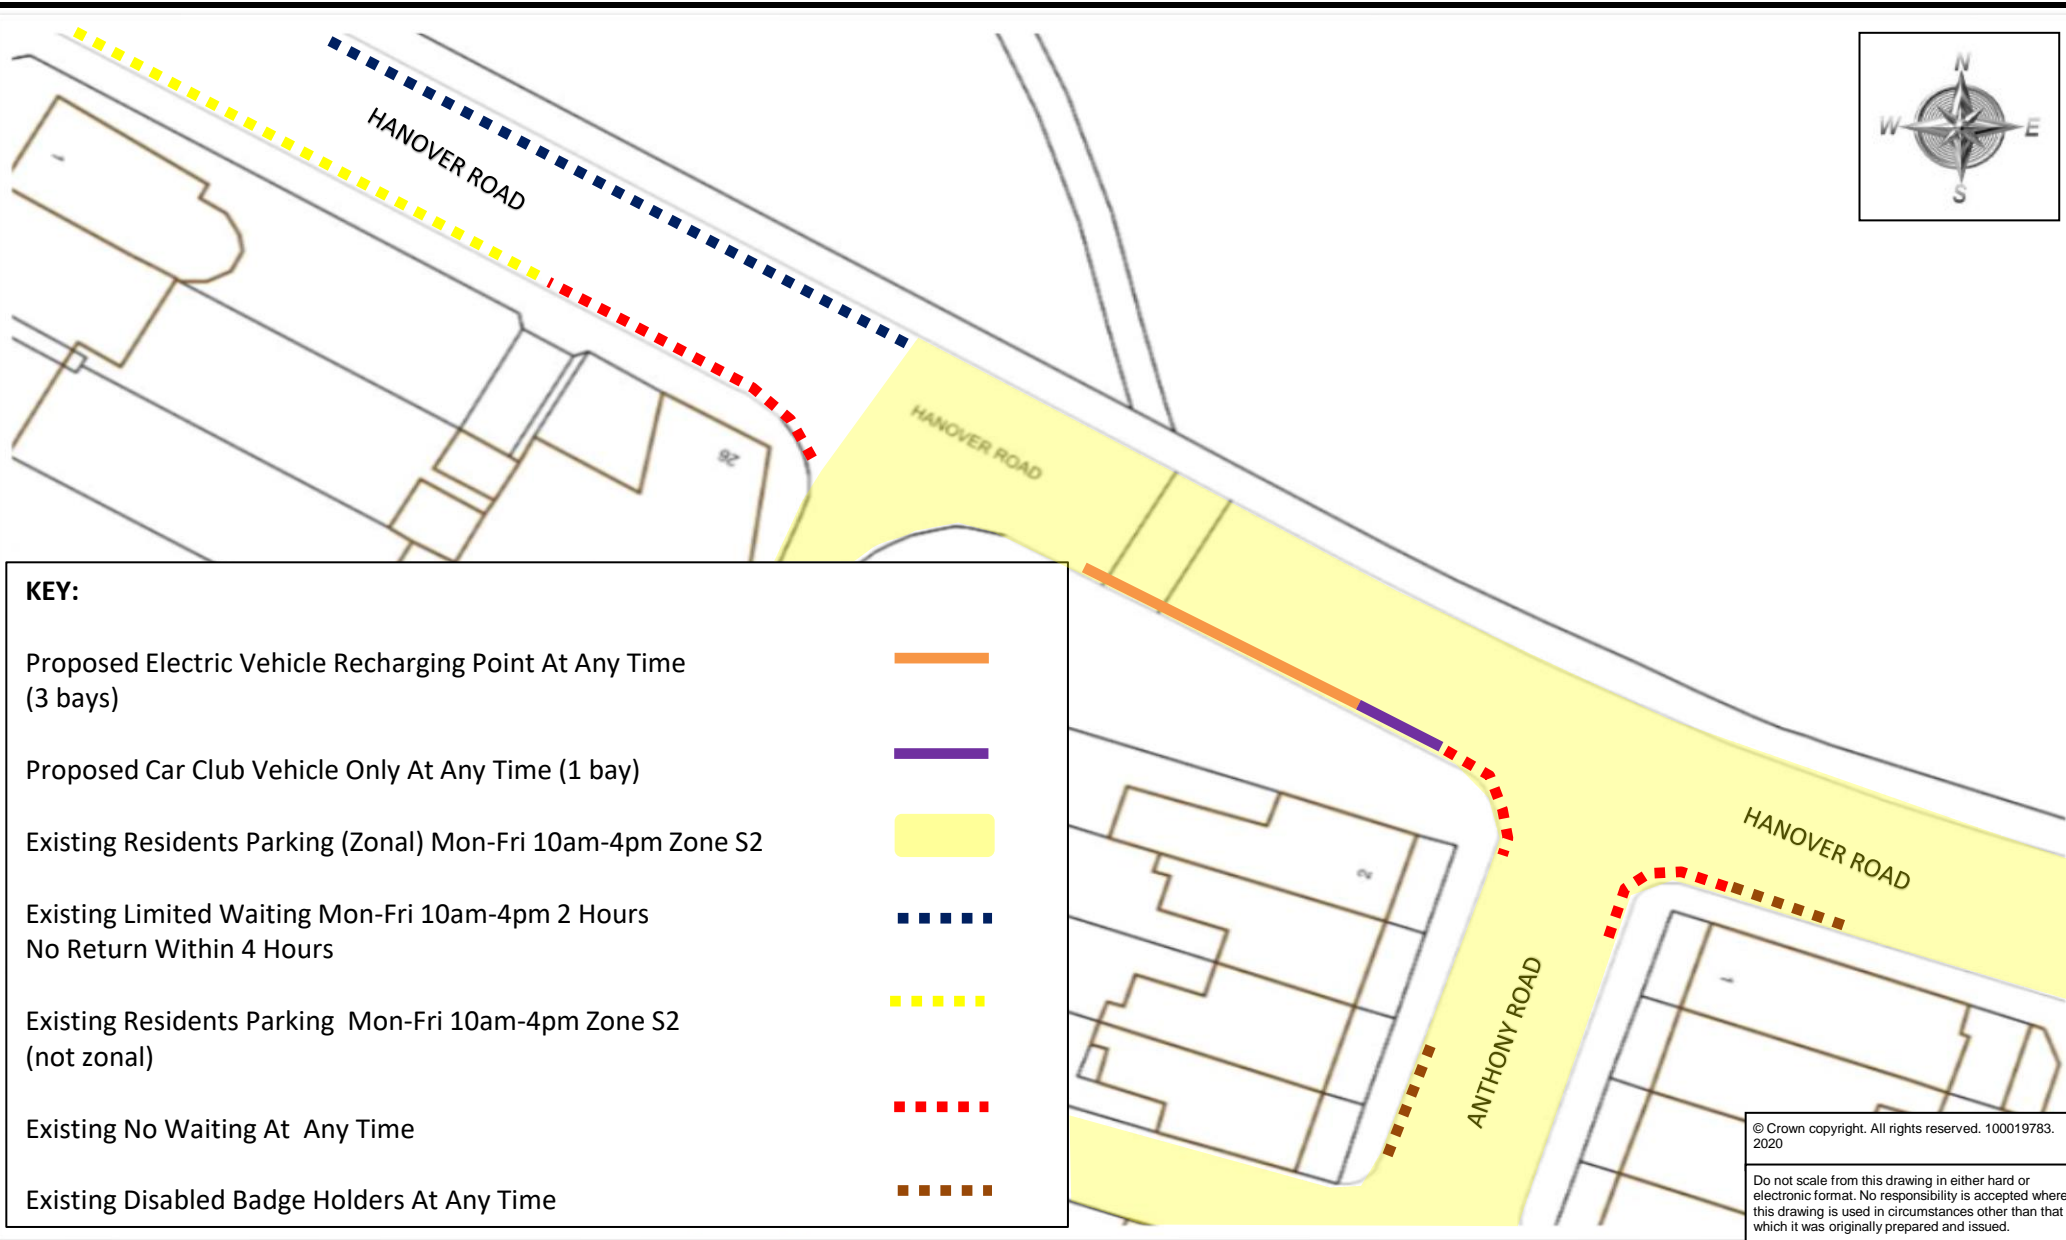 N
W
E
S
HANOVER ROAD
1
HANOVER ROAD
26
KEY:
Proposed Electric Vehicle Recharging Point At Any Time
(3 bays)
Proposed Car Club Vehicle Only At Any Time (1 bay)
Existing Residents Parking (Zonal) Mon-Fri 10am-4pm Zone S2
Existing Limited Waiting Mon-Fri 10am-4pm 2 Hours
No Return Within 4 Hours
Existing Residents Parking  Mon-Fri 10am-4pm Zone S2
(not zonal)
Existing No Waiting At  Any Time
Existing Disabled Badge Holders At Any Time
HANOVER ROAD
2
1
ANTHONY ROAD
© Crown copyright. All rights reserved. 100019783.
2020
Do not scale from this drawing in either hard or
electronic format. No responsibility is accepted where
this drawing is used in circumstances other than that
which it was originally prepared and issued.